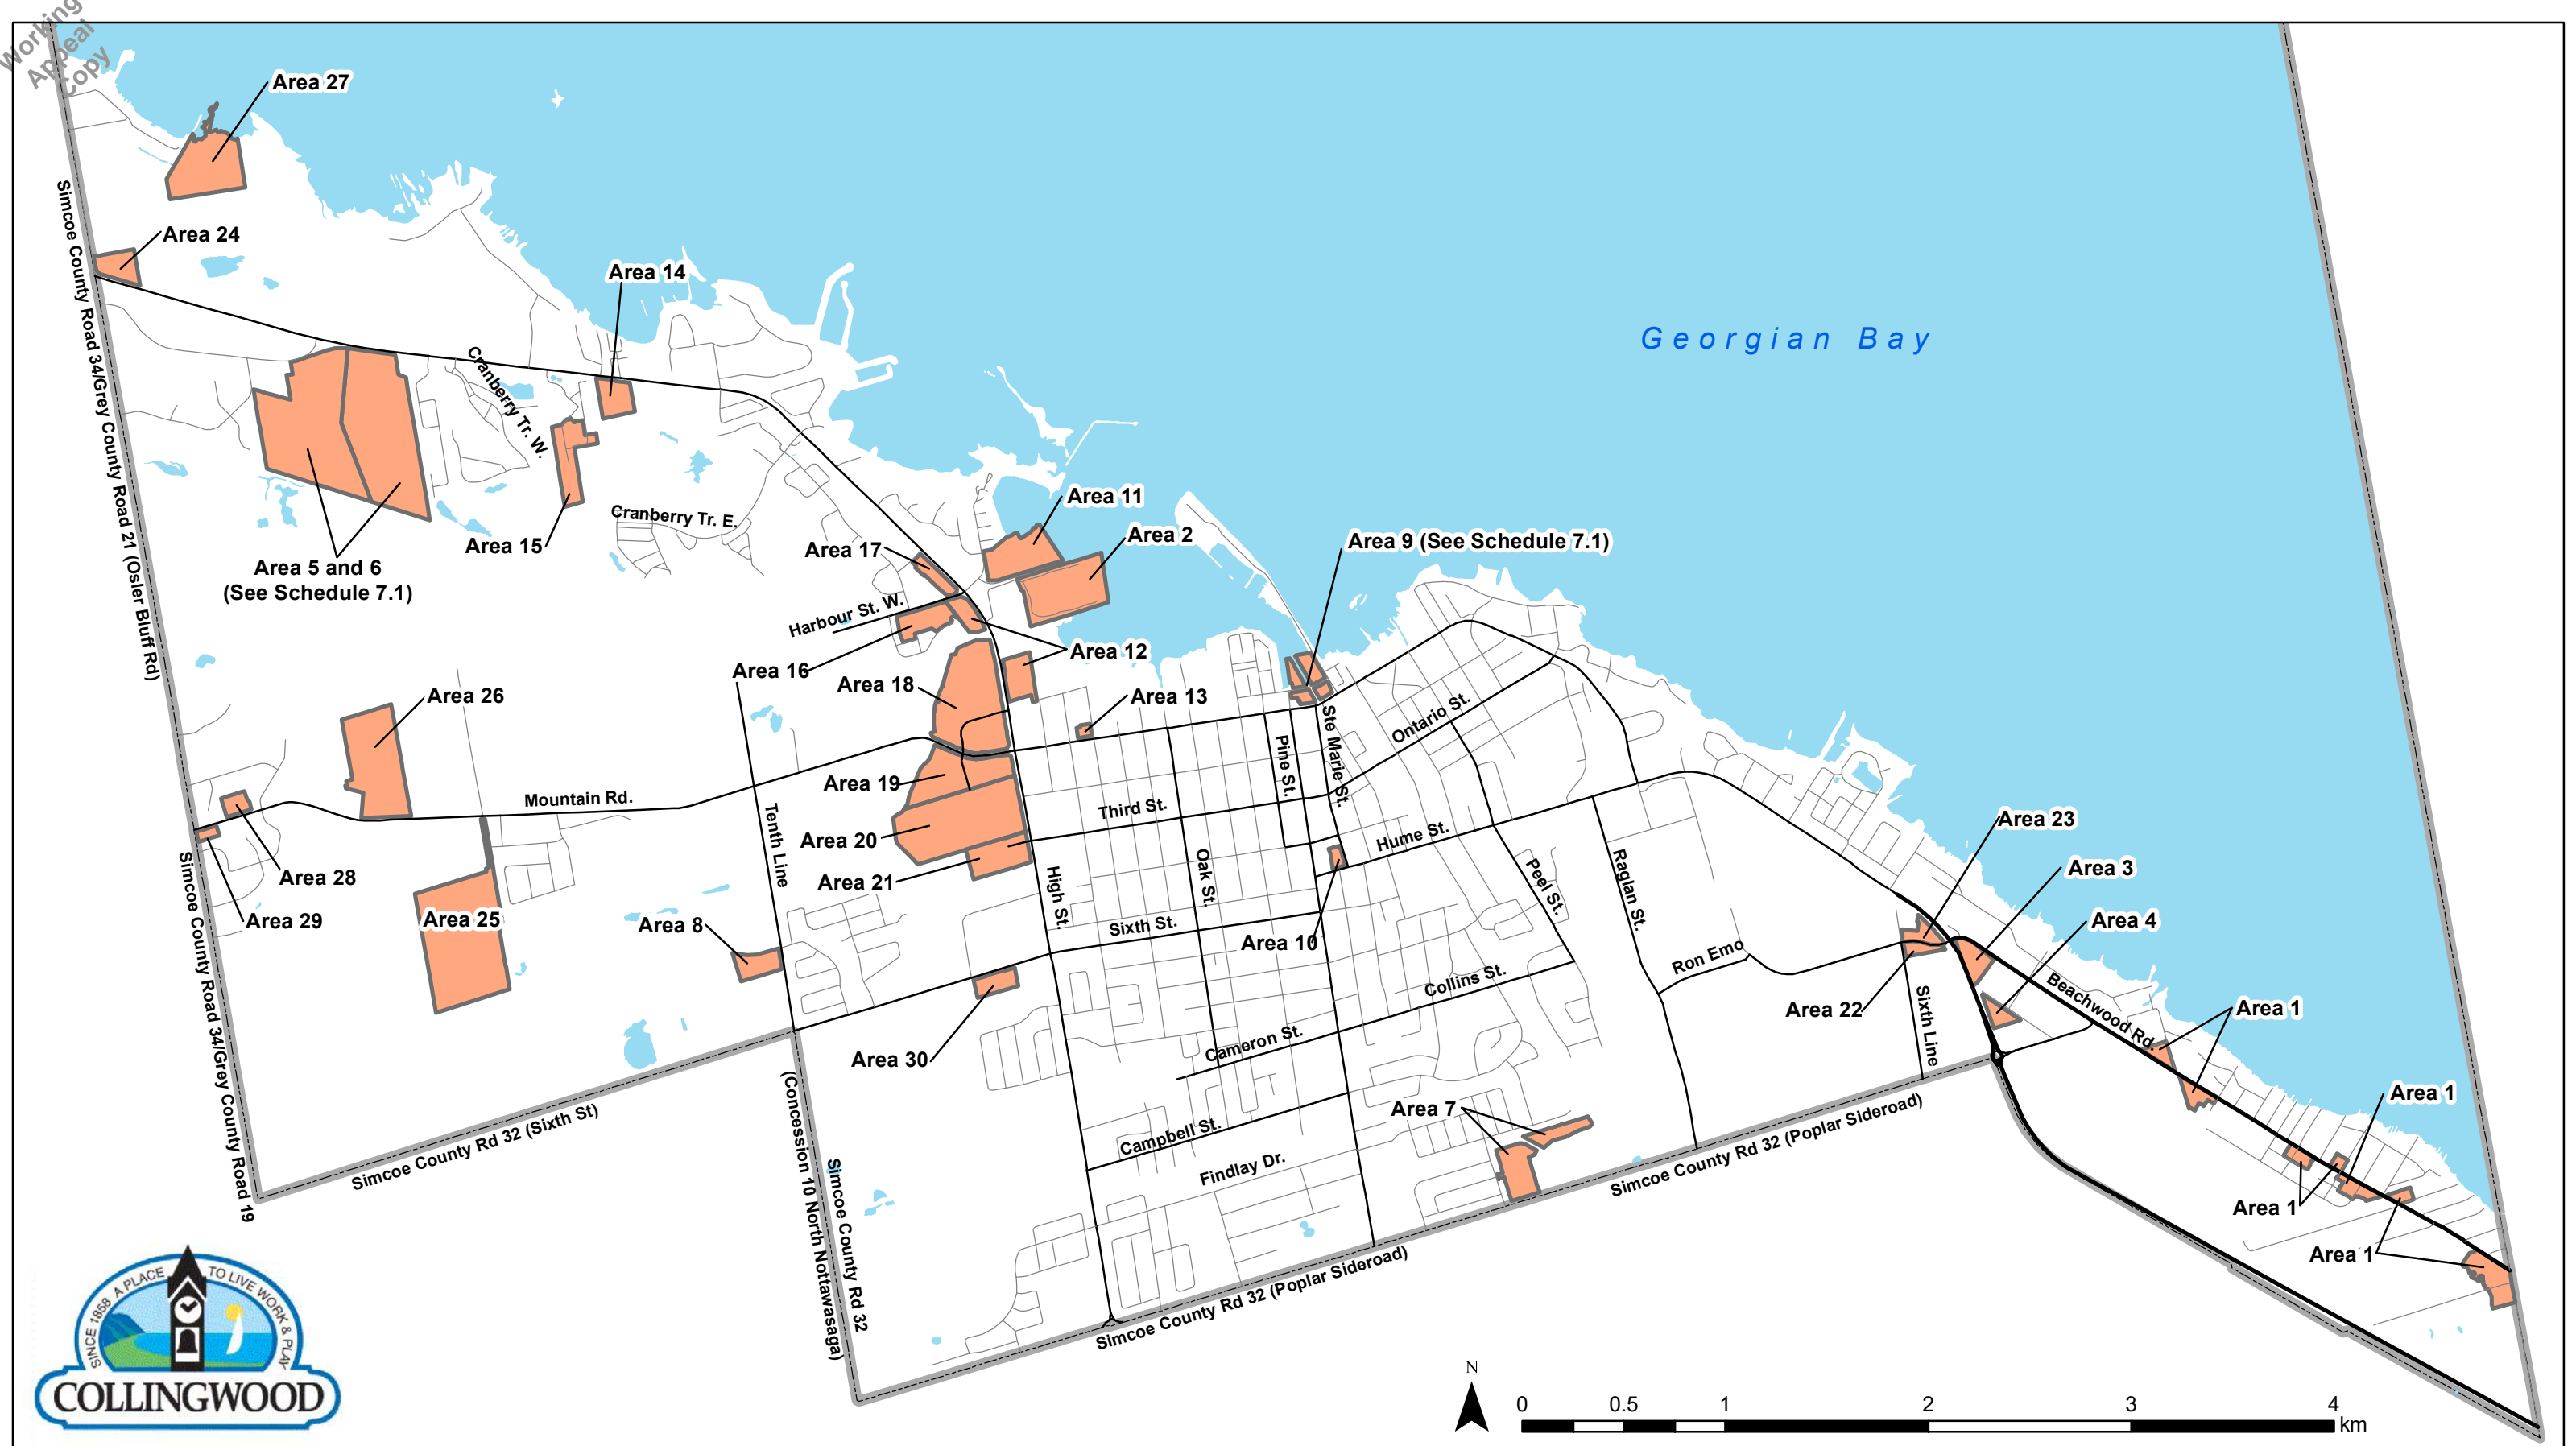 Working
Appeal
Copy
Area 27
Area 24
Area 14
Georgian Bay
Simcoe County Road 34/Grey County Road 21 (Osler Bluff Rd)
Cranberry Tr. W.
Area 11
Cranberry Tr. E.
Area 2
Area 9 (See Schedule 7.1)
Area 15
Area 17
Area 5 and 6
(See Schedule 7.1)
Harbour St. W.
Area 12
Area 16
Area 18
Area 26
Area 13
Ste Marie St.
Ontario St.
Pine St.
Area 19
Mountain Rd.
Third St.
Tenth Line
Area 20
Hume St.
Area 23
Area 28
Area 21
High St.
Oak St.
Peel St.
Raglan St.
Area 3
Area 29
Area 25
Area 8
Sixth St.
Area 10
Area 4
Simcoe County Road 34/Grey County Road 19
Ron Emo
Collins St.
Area 22
Sixth Line
Beachwood Rd.
Area 1
Area 30
Cameron St.
Area 7
Area 1
Simcoe County Rd 32 (Sixth St)
Campbell St.
Findlay Dr.
Simcoe County Rd 32 (Poplar Sideroad)
Area 1
Area 1
Simcoe County Rd 32
(Concession 10 North Nottawasaga)
Simcoe County Rd 32 (Poplar Sideroad)
SINCE 1858 A PLACE TO LIVE WORK & PLAY
COLLINGWOOD
N
0 0.5 1 2 3 4
km